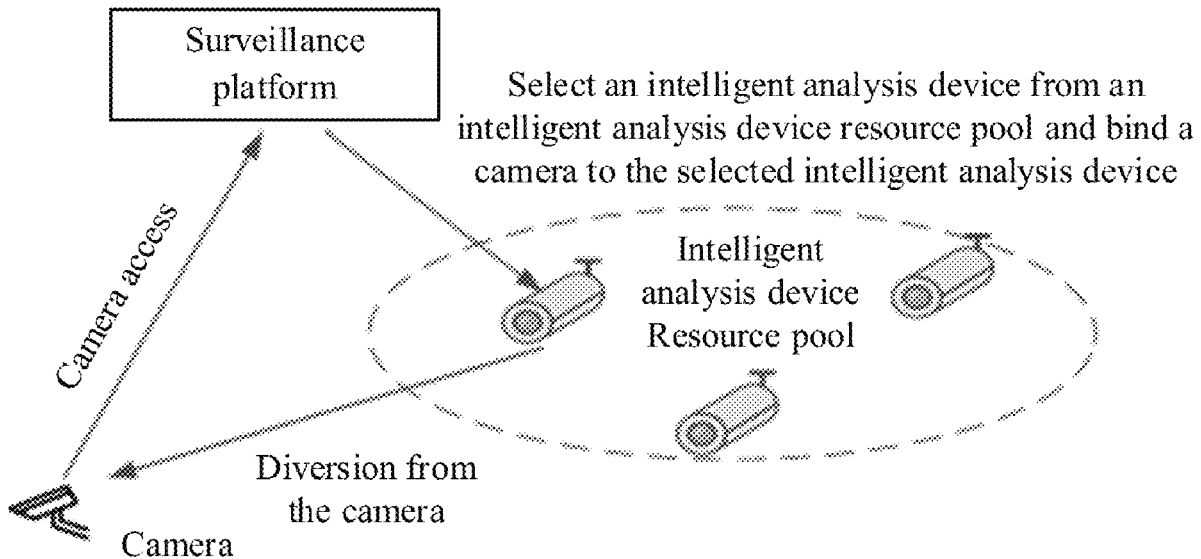 Surveillance
platform
Select an intelligent analysis device from an
intelligent analysis device resource pool and bind a
camera to the selected intelligent analysis device
Camera access
Intelligent
analysis device
Resource pool
Diversion from
the camera
Camera